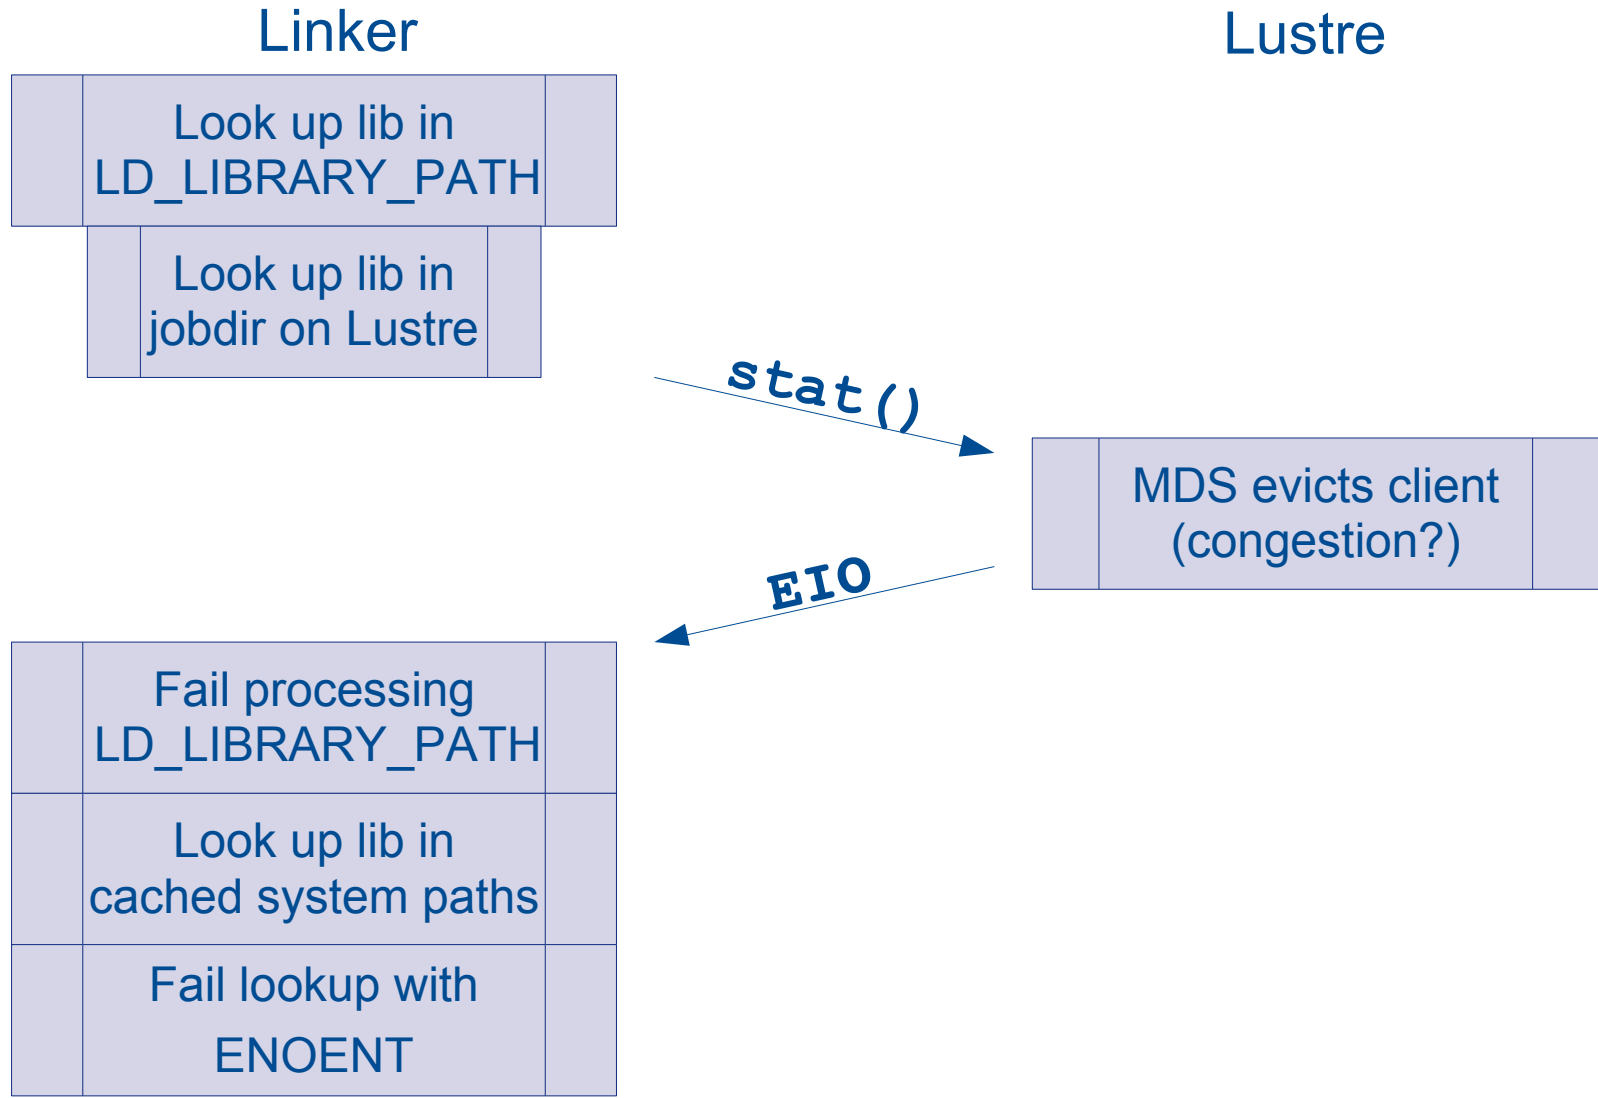 Linker
Lustre
Look up lib in
LD_LIBRARY_PATH
Look up lib in
jobdir on Lustre
stat()
MDS evicts client
(congestion?)
EIO
Fail processing
LD_LIBRARY_PATH
Look up lib in
cached system paths
Fail lookup with
ENOENT